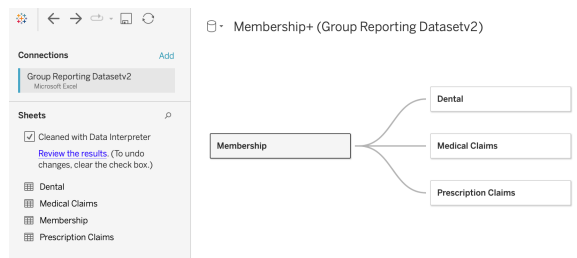 Membership+ (Group Reporting Datasetv2)
Connections
Add
Group Reporting Datasetv2
Microsoft Excel
Sheets
Cleaned with Data Interpreter
Review the results. (To undo
changes, clear the check box.)
Dental
Medical Claims
Membership
Prescription Claims
Membership
Dental
Medical Claims
Prescription Claims